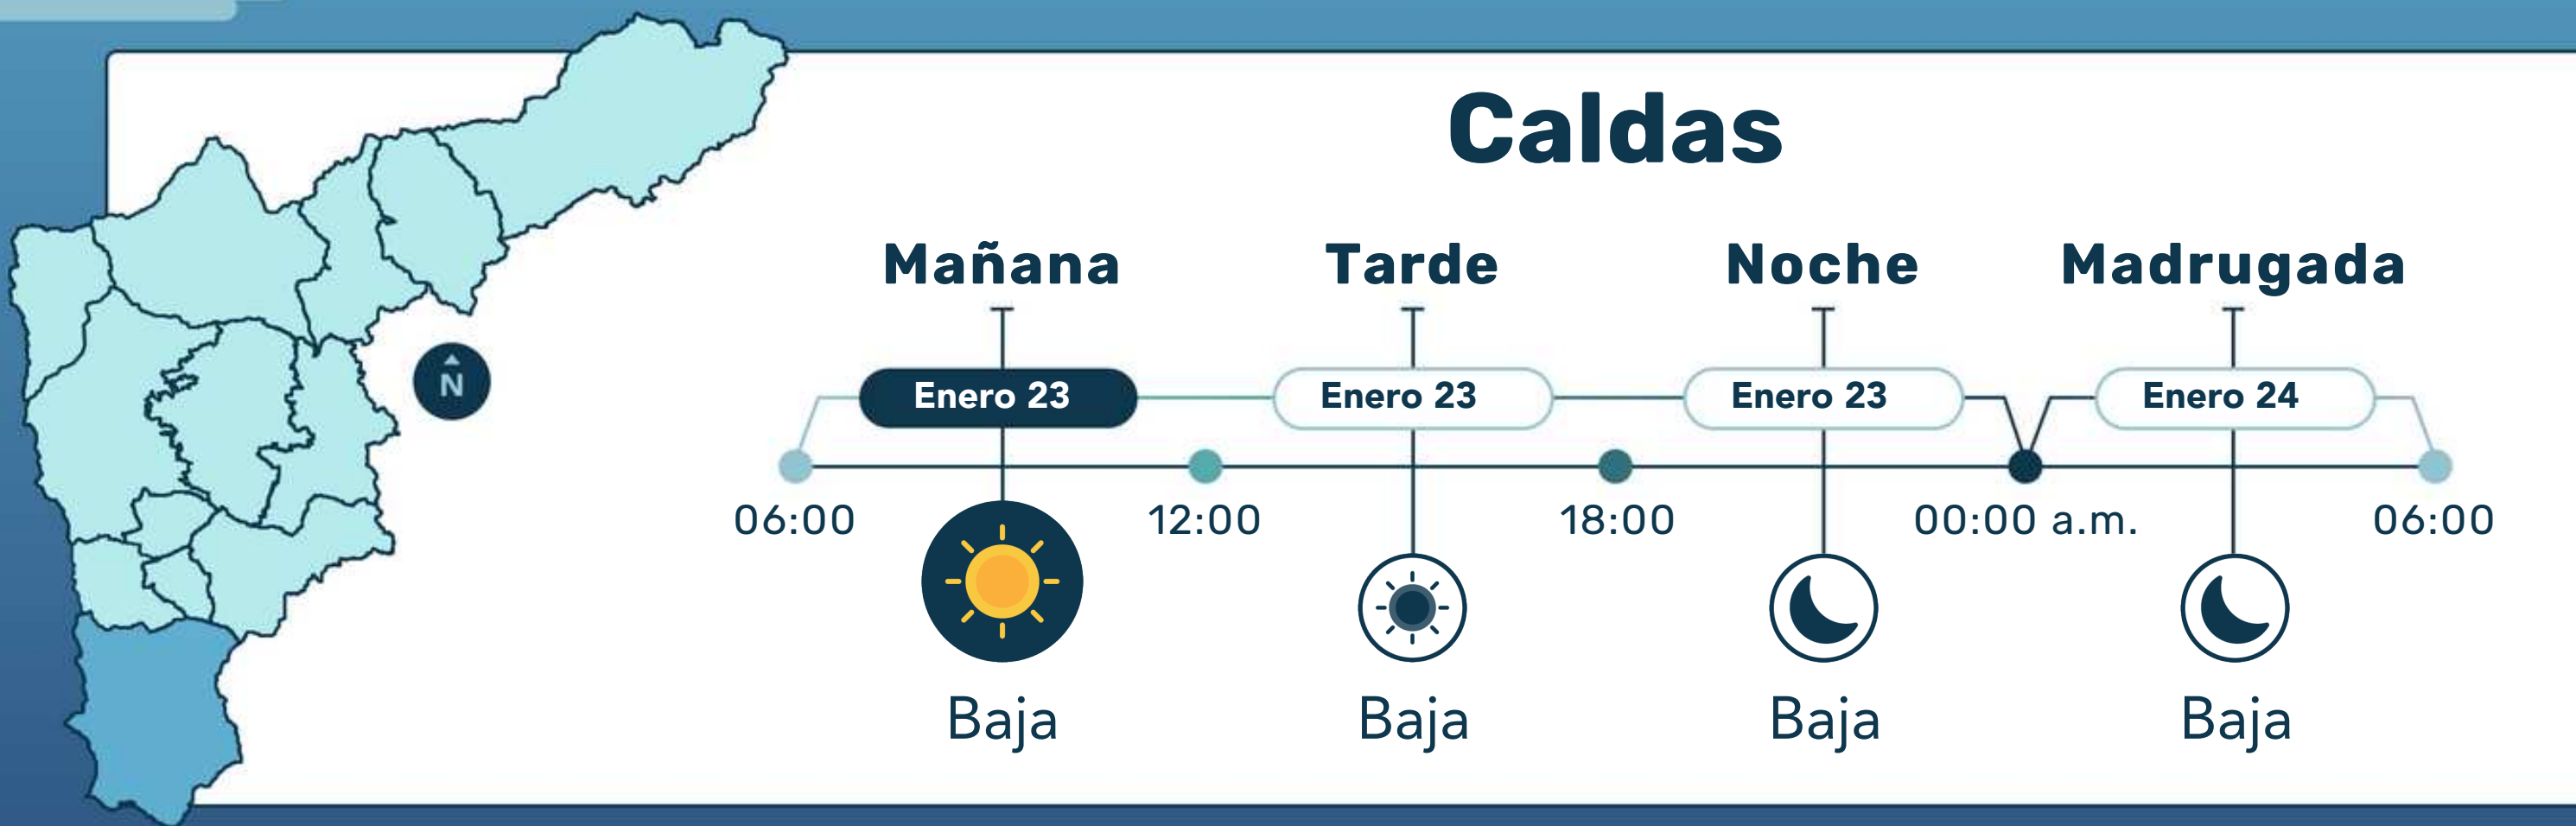 Caldas
Mañana Tarde Noche Madrugada
N
Enero 23 Enero 23 Enero 23 Enero 24
06:00 12:00 18:00 00:00 a.m. 06:00
Baja Baja Baja Baja